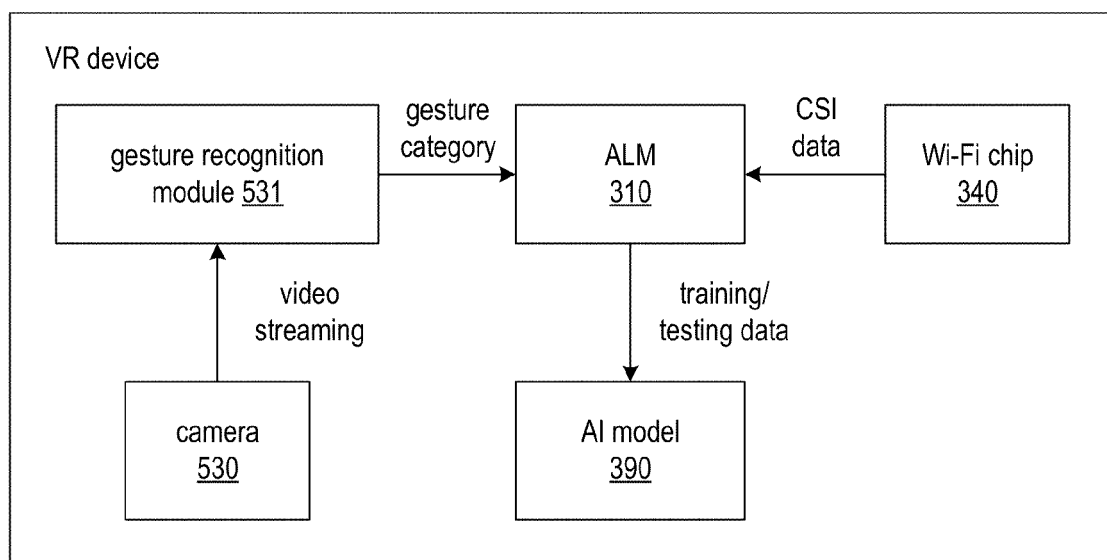 VR device
gesture recognition
module 531
gesture
category
ALM
310
CSI
data
Wi-Fi chip
340
video
streaming
training/
testing data
camera
530
AI model
390